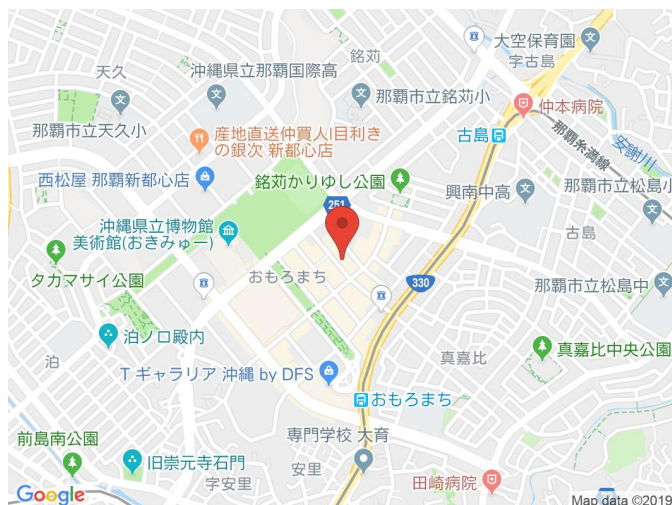 天久
銘苅
大空保育園
字古島
沖縄県立那覇国際高
那覇市立銘苅小
仲本病院
那覇市立天久小
産地直送仲買人|目利き
の銀次 新都心店
古島
那覇糸満線
安謝川
西松屋 那覇新都心店
銘苅かりゆし公園
興南中高
那覇市立松島小
251
沖縄県立博物館
美術館(おきみゅー)
古島
おもろまち
タカマサイ公園
330
那覇市立松島中
泊
泊ノ口殿内
真嘉比
真嘉比中央公園
T ギャラリア 沖縄 by DFS
おもろまち
前島南公園
専門学校 大育
旧崇元寺石門
安里
字安里
田崎病院
Google
Map data ©2019